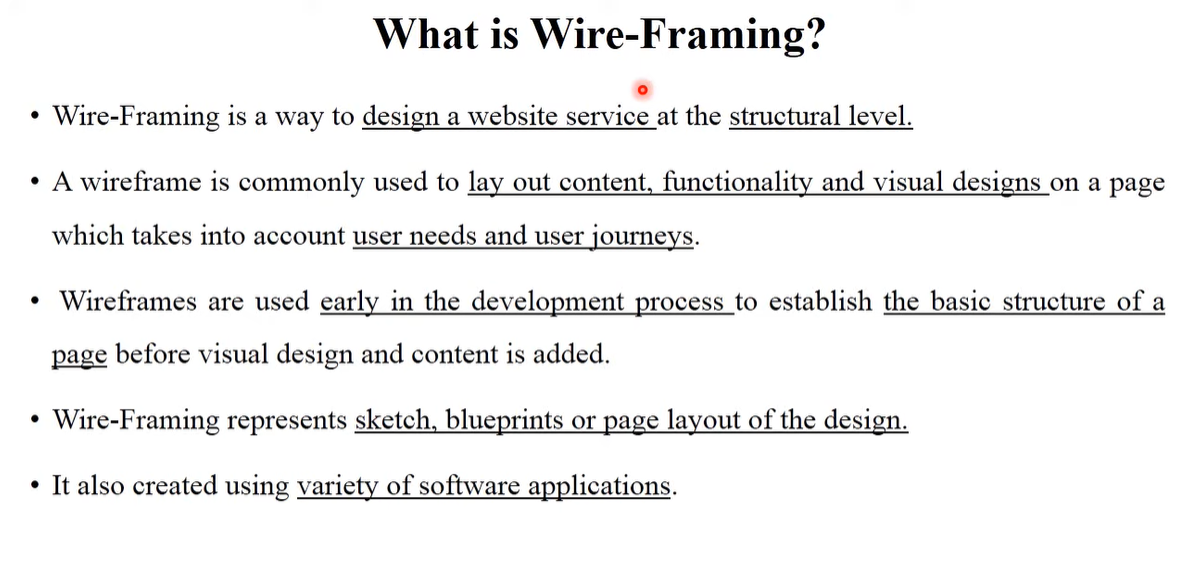 What is Wire-Framing?
• Wire-Framing is a way to design a website service at the structural level.
• A wireframe is commonly used to lay out content, functionality and visual designs on a page
which takes into account user needs and user journeys.
• Wireframes are used early in the development process to establish the basic structure of a
page before visual design and content is added.
• Wire-Framing represents sketch, blueprints or page layout of the design.
• It also created using variety of software applications.